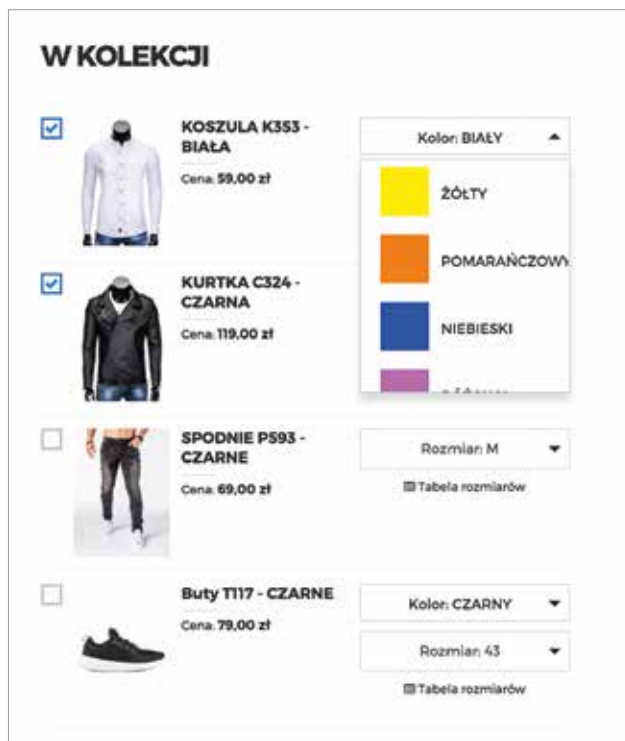 W KOLEKCJI
KOSZULA K353 -
BIAŁA
Cena: 59,00 zł
Kolor: BIAŁY
ŻÓŁTY
POMARAŃCZOWY
NIEBIESKI
KURTKA C324 -
CZARNA
Cena: 119,00 zł
SPODNIE P593 -
CZARNE
Cena: 69,00 zł
Rozmiar: M
Tabela rozmiarów
Buty T117 - CZARNE
Cena: 79,00 zł
Kolor: CZARNY
Rozmiar: 43
Tabela rozmiarów